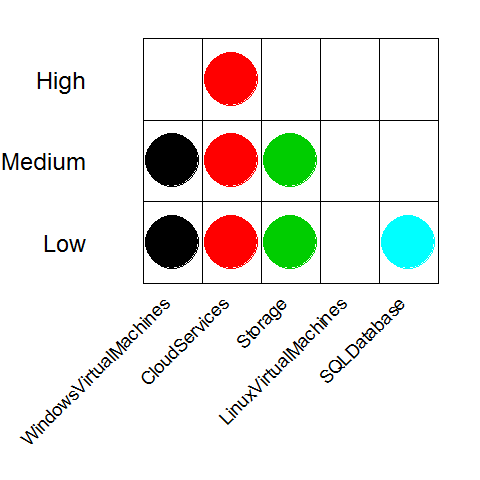 High
Medium
Low
WindowsVirtualMachines
CloudServices
Storage
LinuxVirtualMachines
SQLDatabase